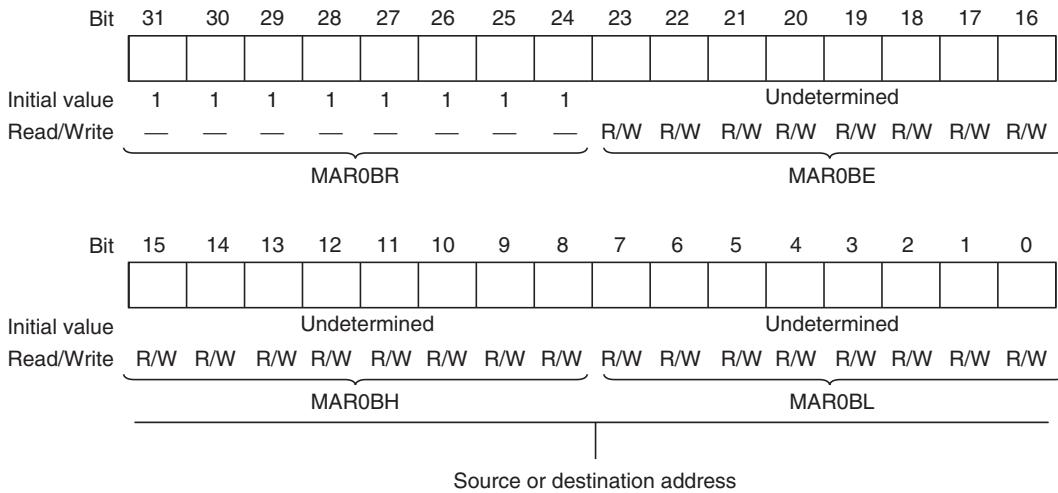 Bit 31 30 29 28 27 26 25 24 23 22 21 20 19 18 17 16
Initial value 1 1 1 1 1 1 1 1 Undetermined
Read/Write — — — — — — — — R/W R/W R/W R/W R/W R/W R/W R/W
MAR0BR MAR0BE
Bit 15 14 13 12 11 10 9 8 7 6 5 4 3 2 1 0
Initial value Undetermined Undetermined
Read/Write R/W R/W R/W R/W R/W R/W R/W R/W R/W R/W R/W R/W R/W R/W R/W R/W
MAR0BH MAR0BL
Source or destination address